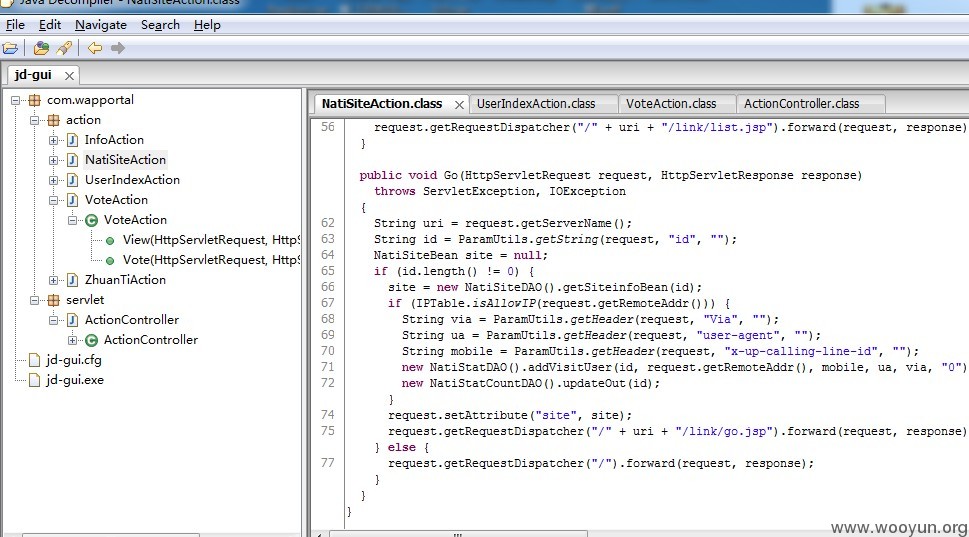 Java Decompiler - NatiSiteAction.class
File Edit Navigate Search Help
jd-gui
com.wapportal
action
InfoAction
NatiSiteAction
UserIndexAction
VoteAction
VoteAction
View(HttpServletRequest, HttpS
Vote(HttpServletRequest, HttpS
ZhuanTiAction
servlet
ActionController
ActionController
jd-gui.cfg
jd-gui.exe
NatiSiteAction.class UserIndexAction.class VoteAction.class ActionController.class
56 request.getRequestDispatcher("/" + uri + "/link/list.jsp").forward(request, response)
}
public void Go(HttpServletRequest request, HttpServletResponse response)
throws ServletException, IOException
{
62 String uri = request.getServerName();
63 String id = ParamUtils.getString(request, "id", "");
64 NatiSiteBean site = null;
65 if (id.length() != 0) {
66 site = new NatiSiteDAO().getSiteinfoBean(id);
67 if (IPTable.isAllowIP(request.getRemoteAddr())) {
68 String via = ParamUtils.getHeader(request, "Via", "");
69 String ua = ParamUtils.getHeader(request, "user-agent", "");
70 String mobile = ParamUtils.getHeader(request, "x-up-calling-line-id", "");
71 new NatiStatDAO().addVisitUser(id, request.getRemoteAddr(), mobile, ua, via, "0")
72 new NatiStatCountDAO().updateOut(id);
}
74 request.setAttribute("site", site);
75 request.getRequestDispatcher("/" + uri + "/link/go.jsp").forward(request, response)
} else {
77 request.getRequestDispatcher("/").forward(request, response);
}
}
}
www.wooyun.org